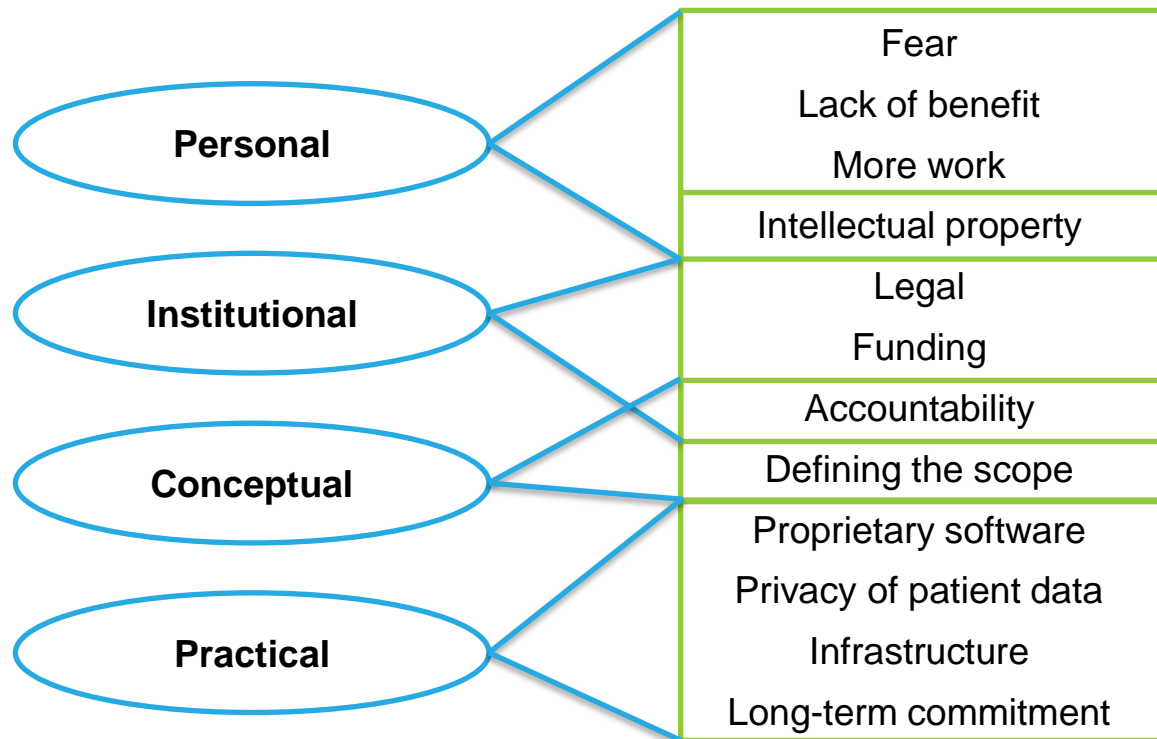 Personal
Institutional
Conceptual
Practical
Fear
Lack of benefit
More work
Intellectual property
Legal
Funding
Accountability
Defining the scope
Proprietary software
Privacy of patient data
Infrastructure
Long-term commitment